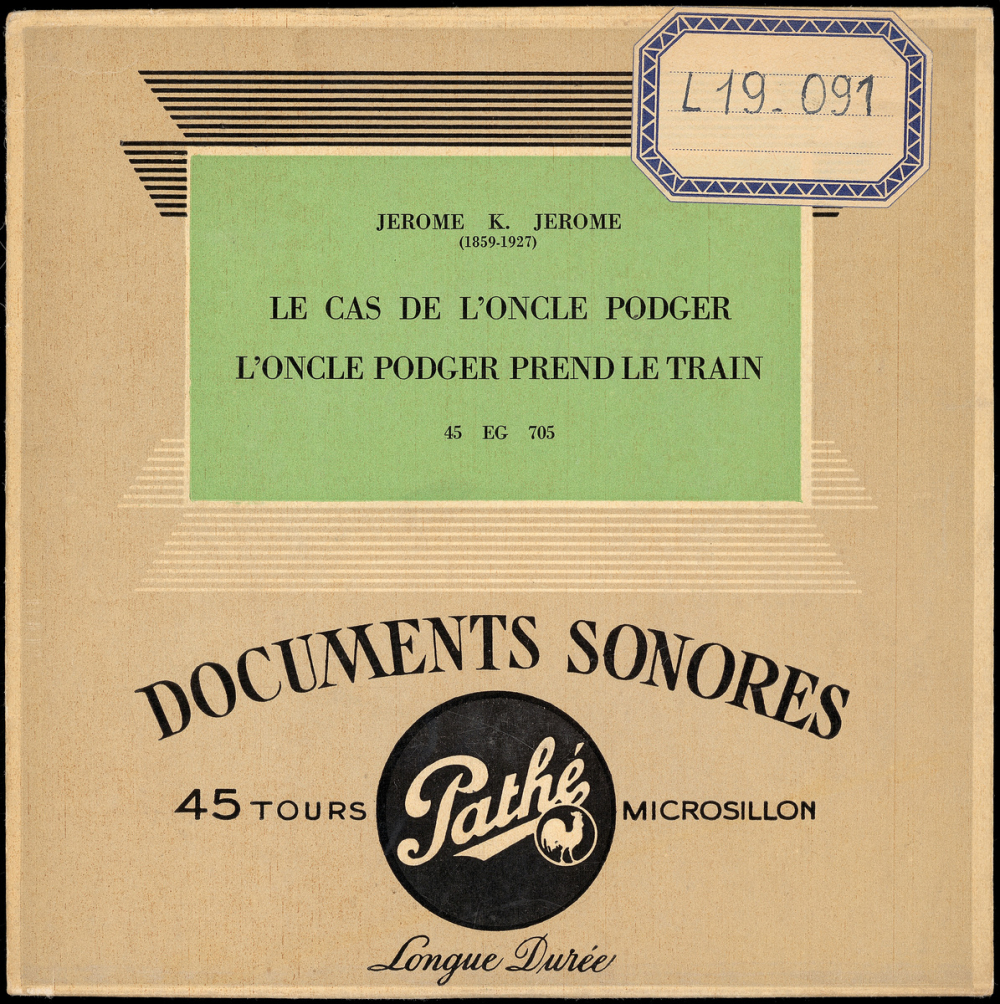 L 19. 091
JEROME K. JEROME
(1859-1927)
LE CAS DE L'ONCLE PODGER
L'ONCLE PODGER PREND LE TRAIN
45 EG 705
DOCUMENTS SONORES
Pathé
45 TOURS MICROSILLON
Longue Durée